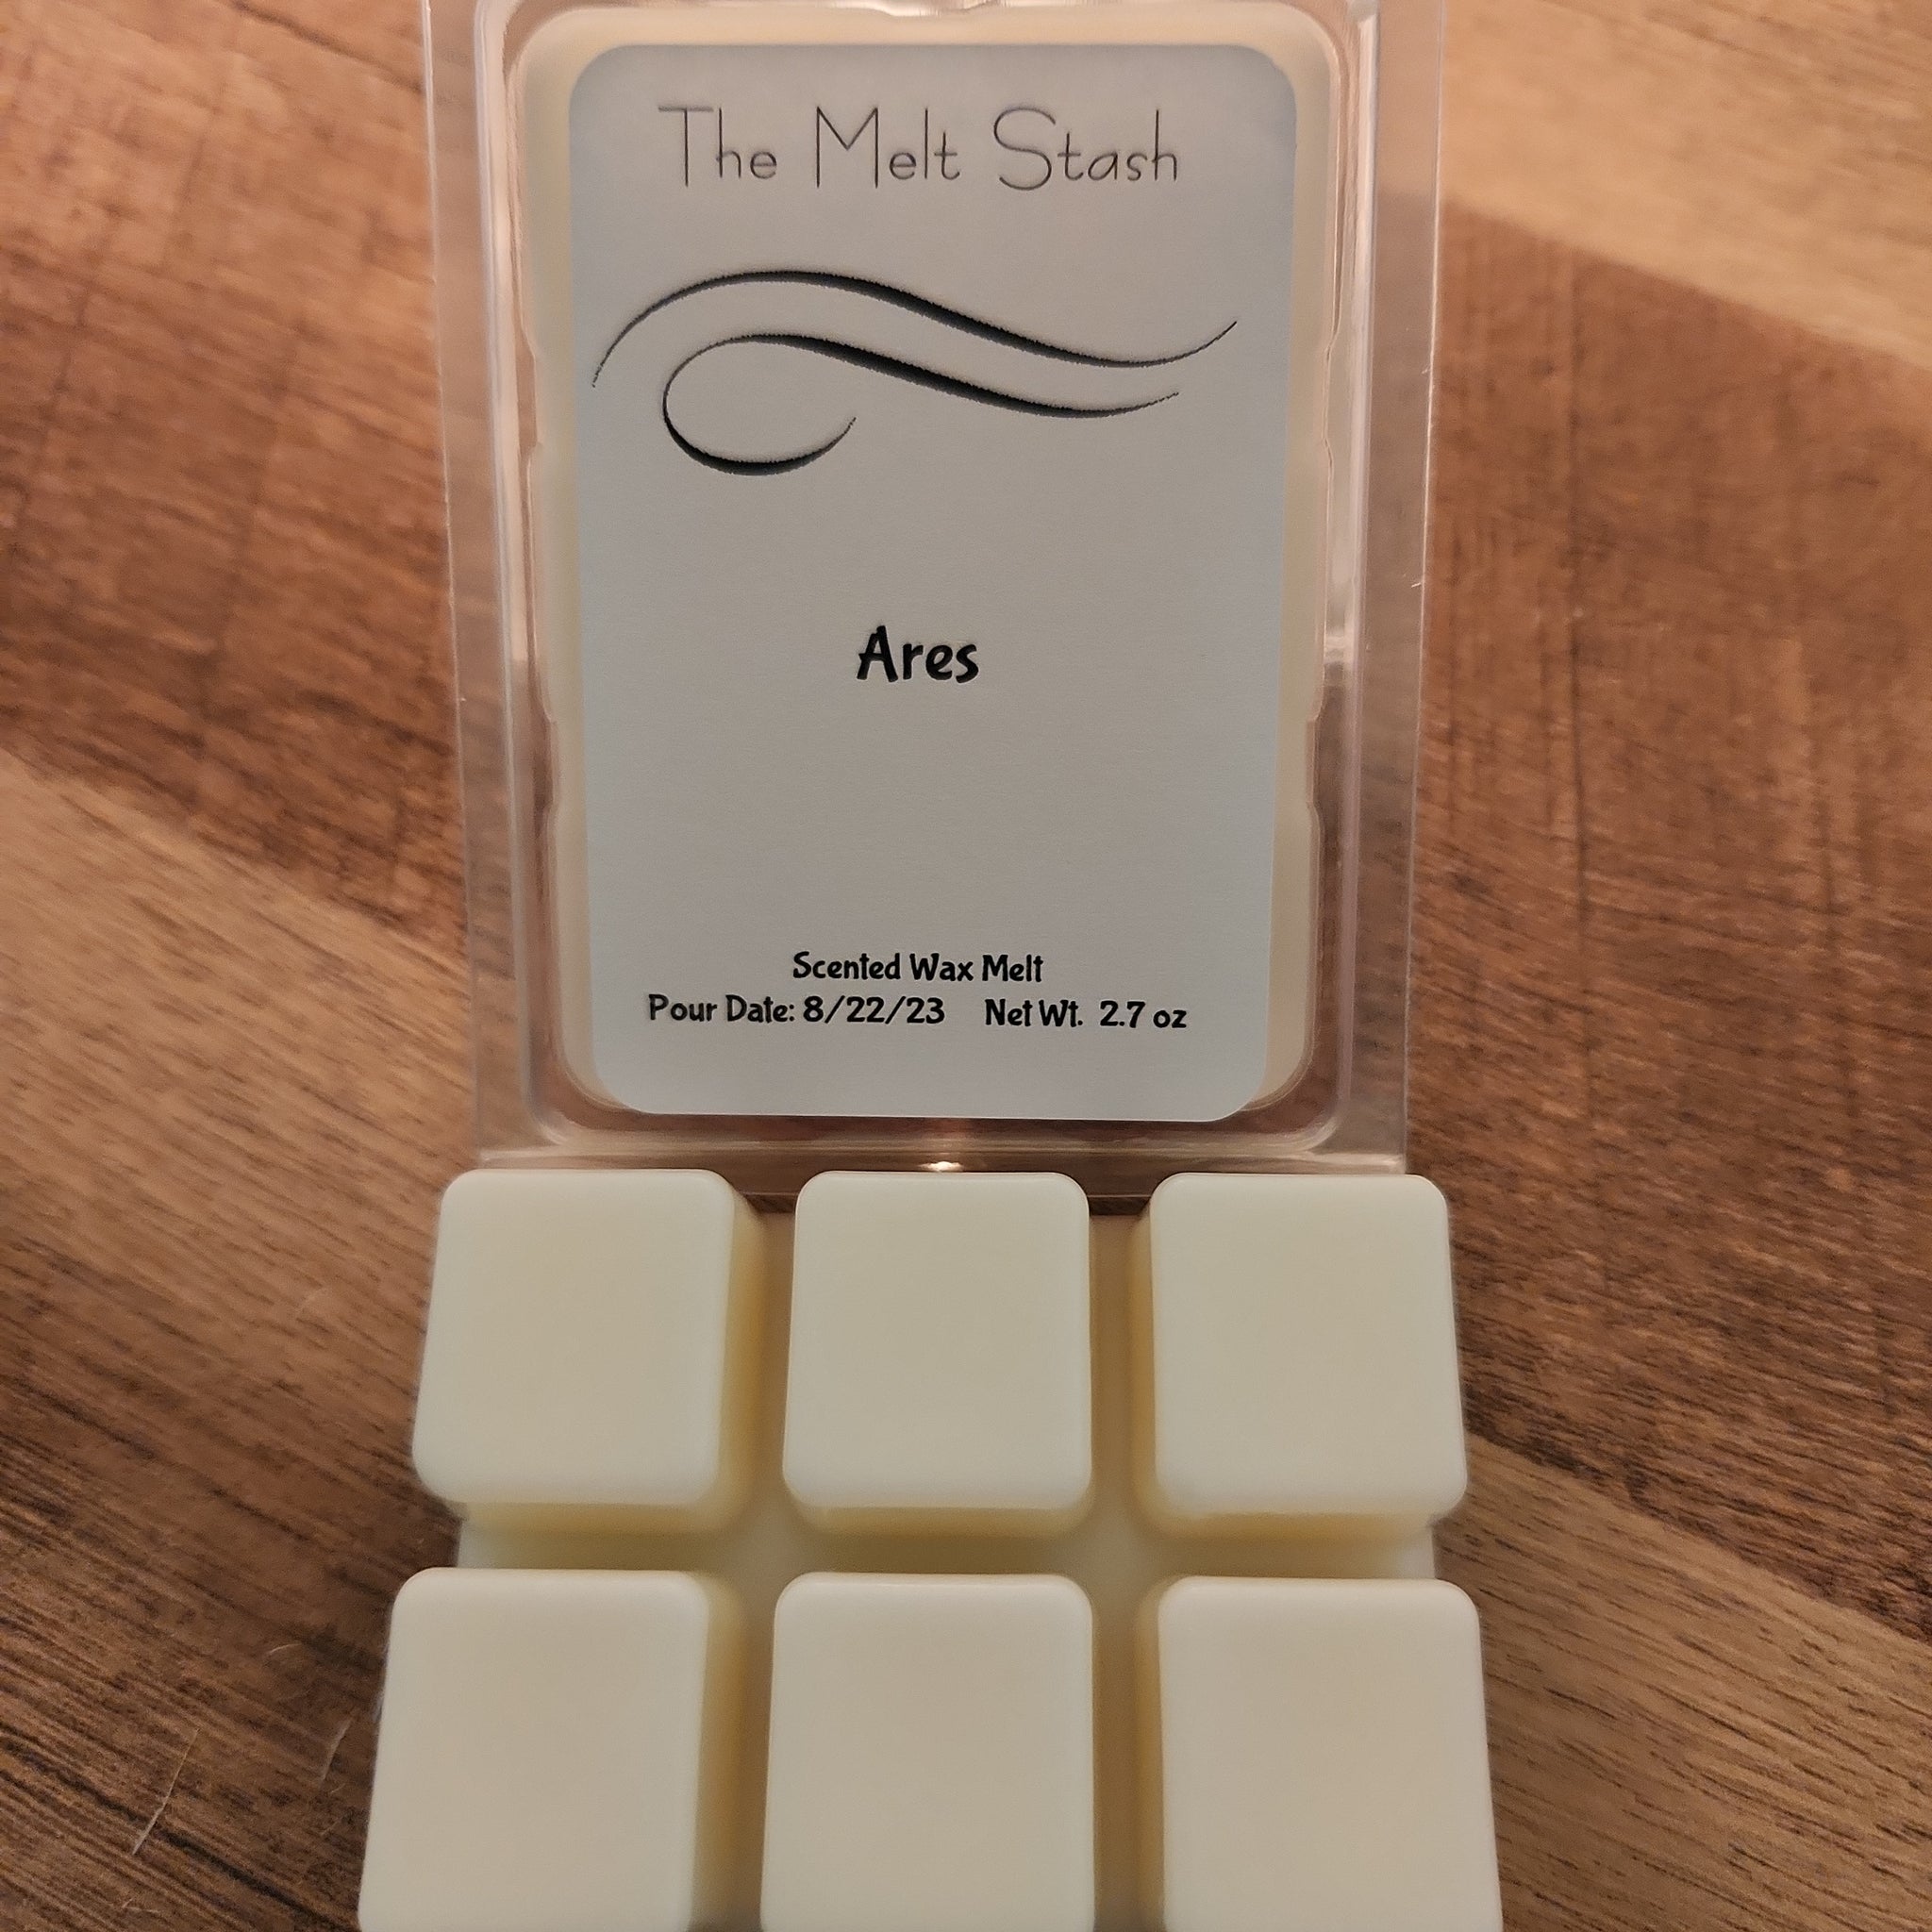 The Melt Stash
Ares
Scented Wax Melt
Pour Date: 8/22/23 Net Wt. 2.7 oz